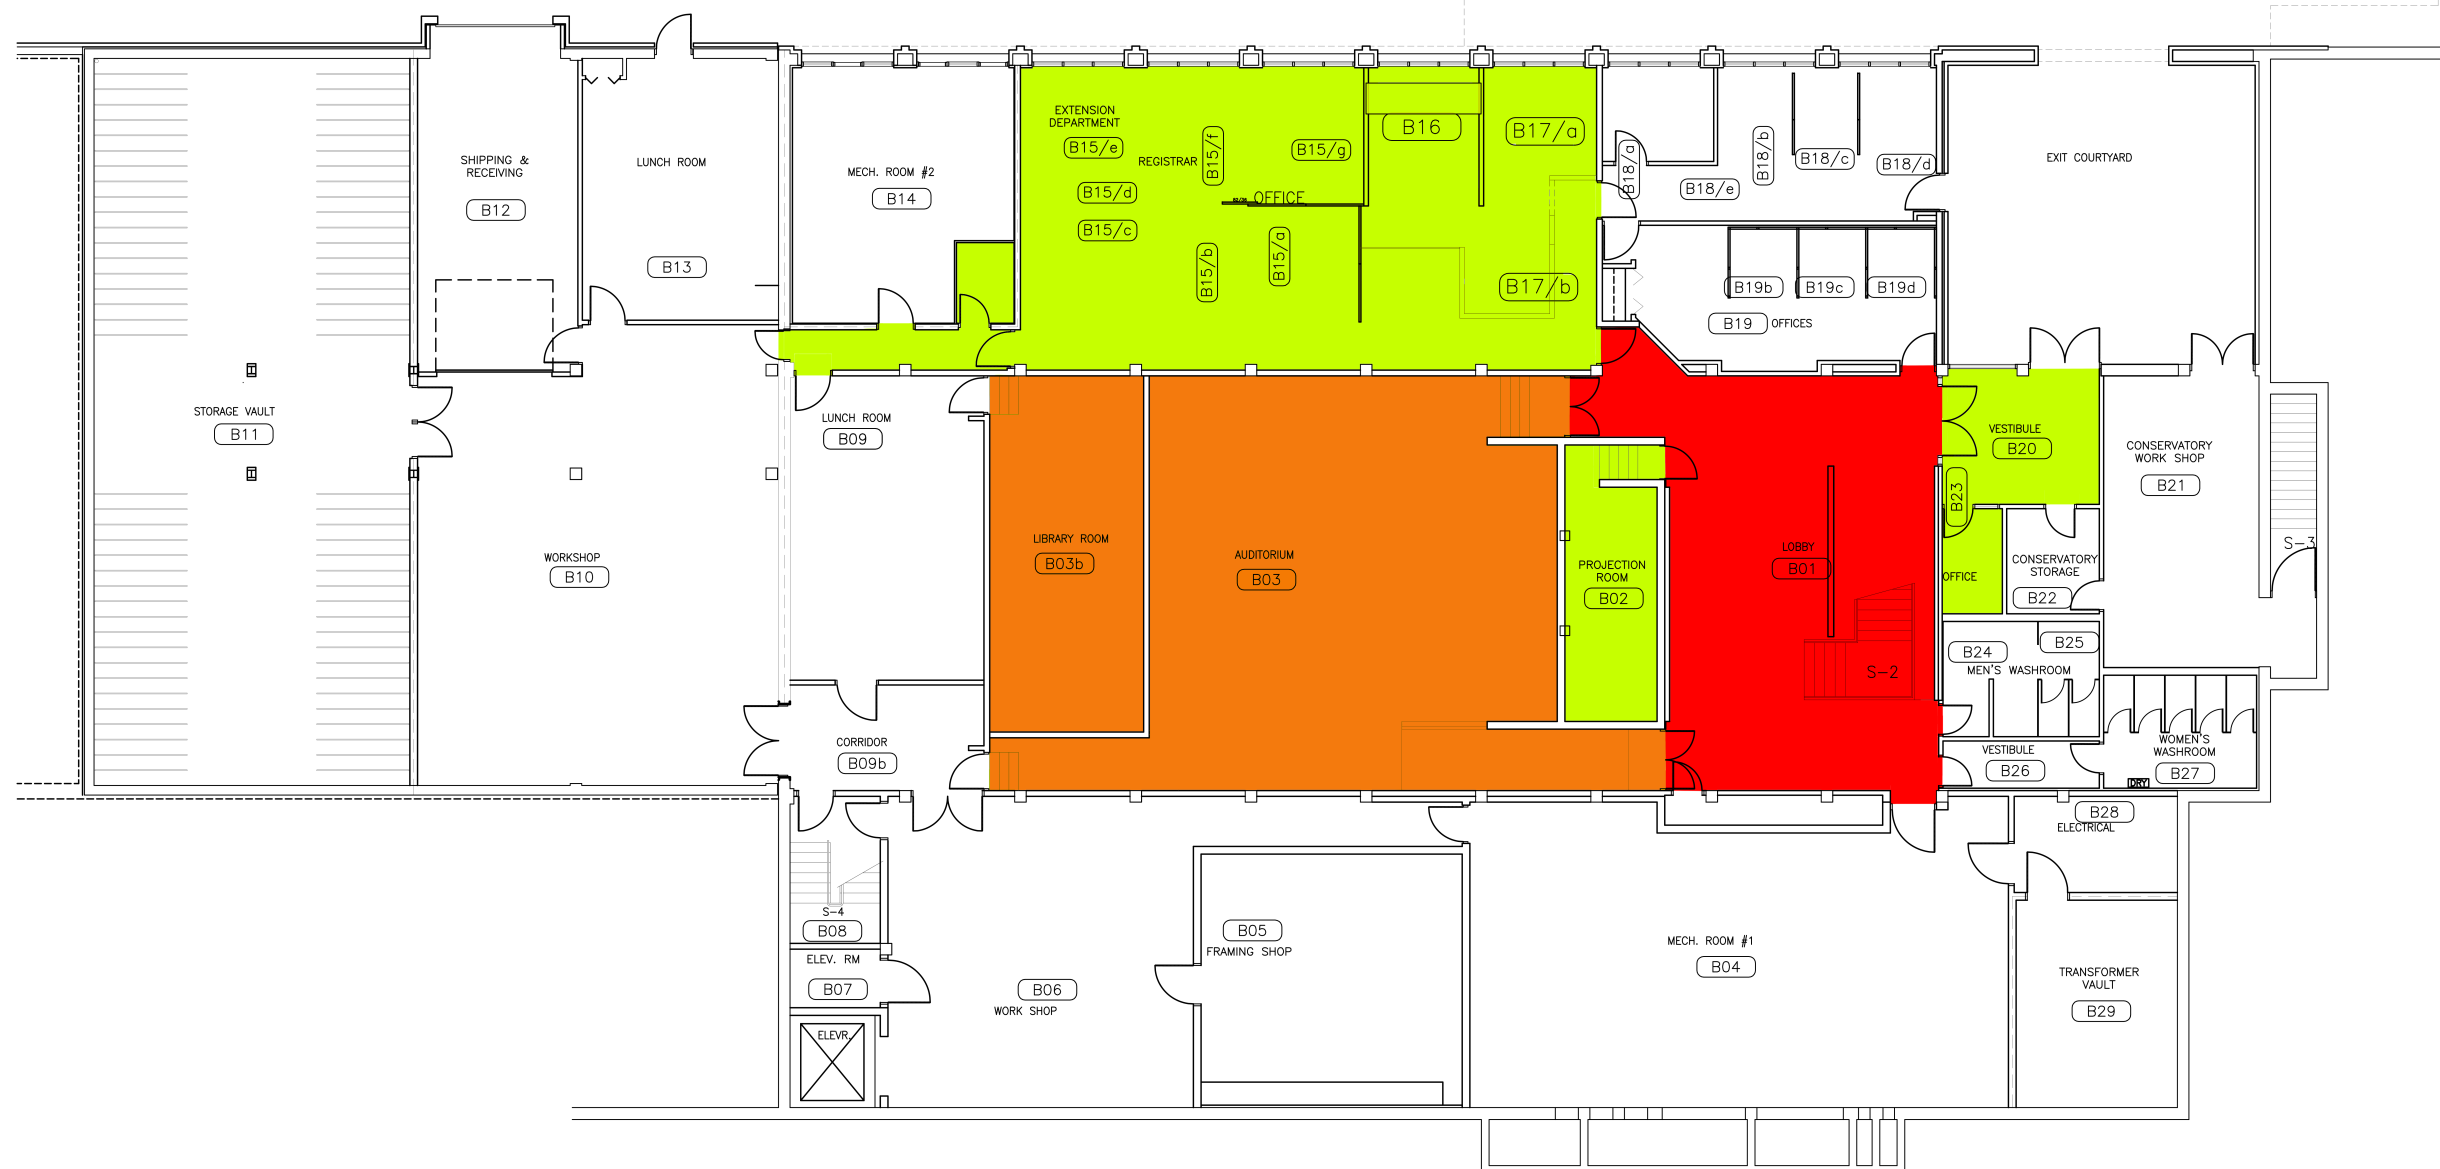 EXTENSION
DEPARTMENT
B15/e
B15/f
B15/g
B16
B17/a
REGISTRAR
B15/d
OFFICE
B15/c
B15/b
B15/a
B17/b
SHIPPING &
RECEIVING
B12
LUNCH ROOM
B13
MECH. ROOM #2
B14
B18/a
B18/b
B18/c
B18/d
B18/e
EXIT COURTYARD
B19b
B19c
B19d
B19 OFFICES
STORAGE VAULT
B11
LUNCH ROOM
B09
VESTIBULE
B20
CONSERVATORY
WORK SHOP
B21
B23
LIBRARY ROOM
B03b
AUDITORIUM
B03
WORKSHOP
B10
PROJECTION
ROOM
B02
LOBBY
B01
OFFICE
CONSERVATORY
STORAGE
B22
S-3
S-2
B24
B25
MEN'S WASHROOM
CORRIDOR
B09b
VESTIBULE
B26
WOMEN'S
WASHROOM
B27
DRY
B28
ELECTRICAL
S-4
B08
ELEV. RM
B07
ELEVR.
B06
WORK SHOP
B05
FRAMING SHOP
MECH. ROOM #1
B04
TRANSFORMER
VAULT
B29